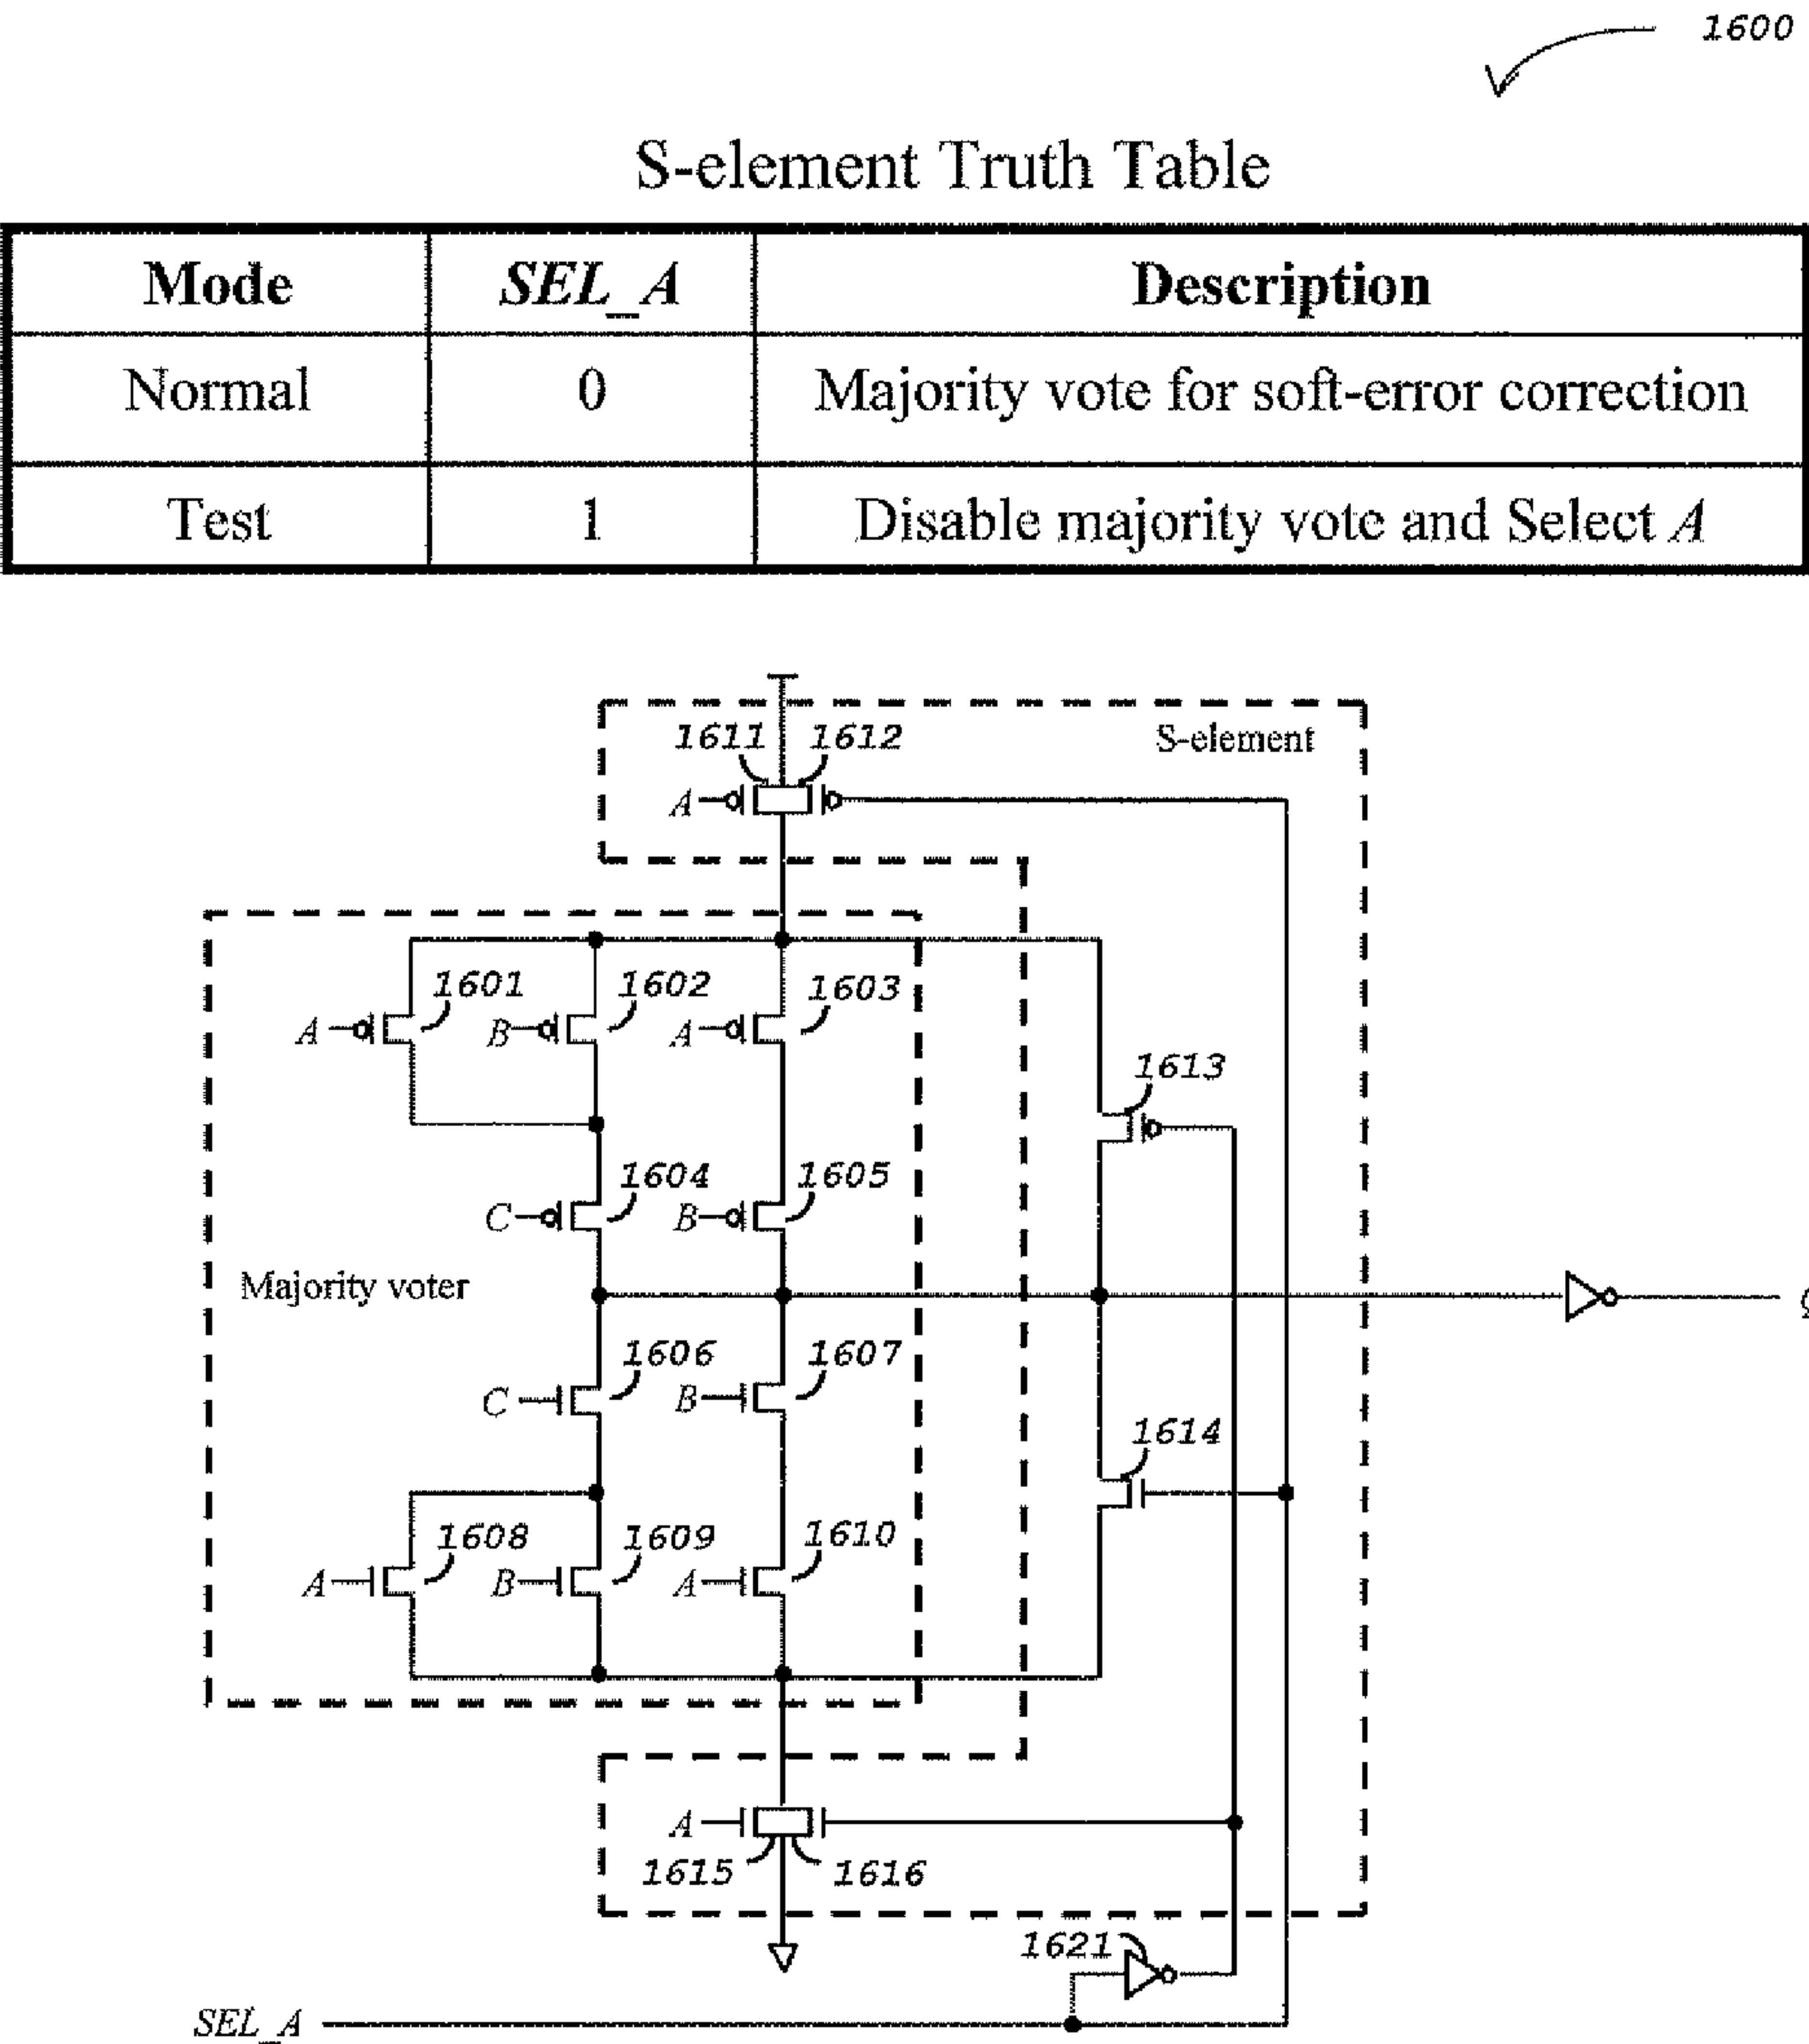 1600
S-element Truth Table
Mode SEL_A Description
Normal 0 Majority vote for soft-error correction
Test 1 Disable majority vote and Select A
1611 1612 S-element
A
1601 1602 1603
A B A
1613
1604 1605
C B
Majority voter
1606 1607
C B
1614
1608 1609 1610
A B A
A
1615 1616
1621
SEL_A